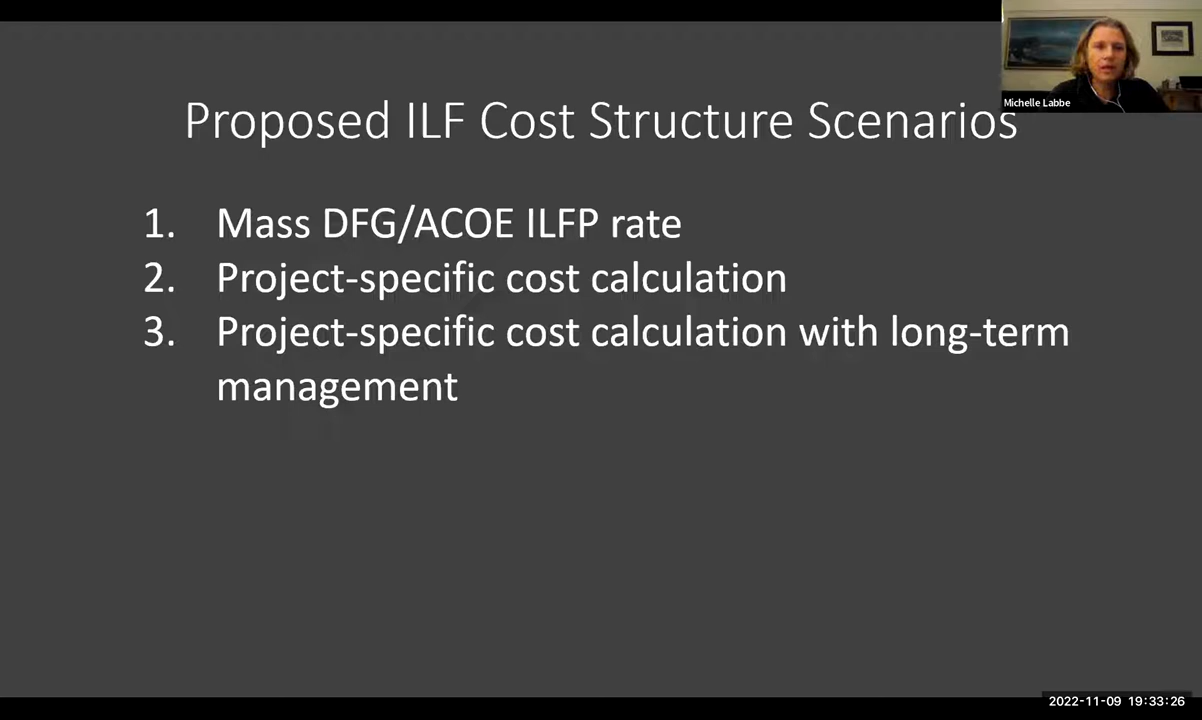 Michelle Labbe
Proposed ILF Cost Structure Scenarios
1. Mass DFG/ACOE ILFP rate
2. Project-specific cost calculation
3. Project-specific cost calculation with long-term
management
2022-11-09 19:33:26